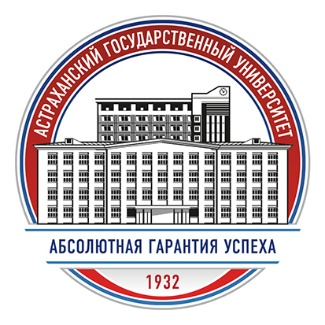 АСТРАХАНСКИЙ ГОСУДАРСТВЕННЫЙ УНИВЕРСИТЕТ
АБСОЛЮТНАЯ ГАРАНТИЯ УСПЕХА
1932